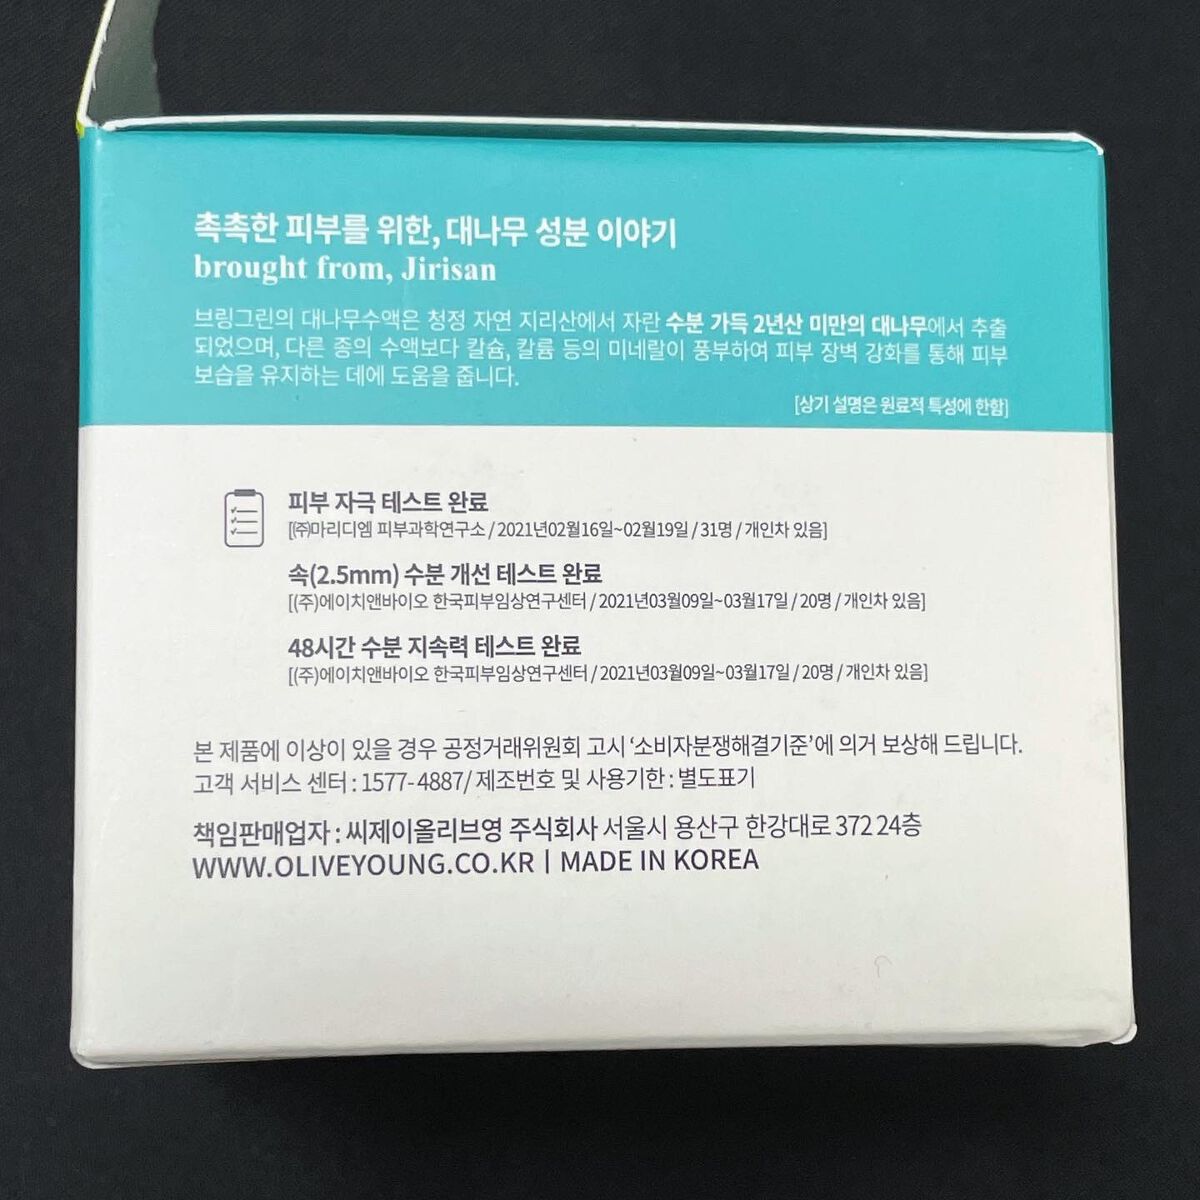 촉촉한 피부를 위한, 대나무 성분 이야기
brought from, Jirisan
브링그린의 대나무수액은 청정 자연 지리산에서 자란 수분 가득 2년산 미만의 대나무에서 추출
되었으며, 다른 종의 수액보다 칼슘, 칼륨 등의 미네랄이 풍부하여 피부 장벽 강화를 통해 피부
보습을 유지하는 데에 도움을 줍니다.
[상기 설명은 원료적 특성에 한함]
피부 자극 테스트 완료
[㈜마리디엠 피부과학연구소 / 2021년02월16일~02월19일 / 31명 / 개인차 있음]
속(2.5mm) 수분 개선 테스트 완료
[(주)에이치앤바이오 한국피부임상연구센터 / 2021년03월09일~03월17일 / 20명 / 개인차 있음]
48시간 수분 지속력 테스트 완료
[(주)에이치앤바이오 한국피부임상연구센터 / 2021년03월09일~03월17일 / 20명 / 개인차 있음]
본 제품에 이상이 있을 경우 공정거래위원회 고시 ‘소비자분쟁해결기준’에 의거 보상해 드립니다.
고객 서비스 센터 : 1577-4887/ 제조번호 및 사용기한 : 별도표기
책임판매업자 : 씨제이올리브영 주식회사 서울시 용산구 한강대로 372 24층
WWW.OLIVEYOUNG.CO.KR | MADE IN KOREA